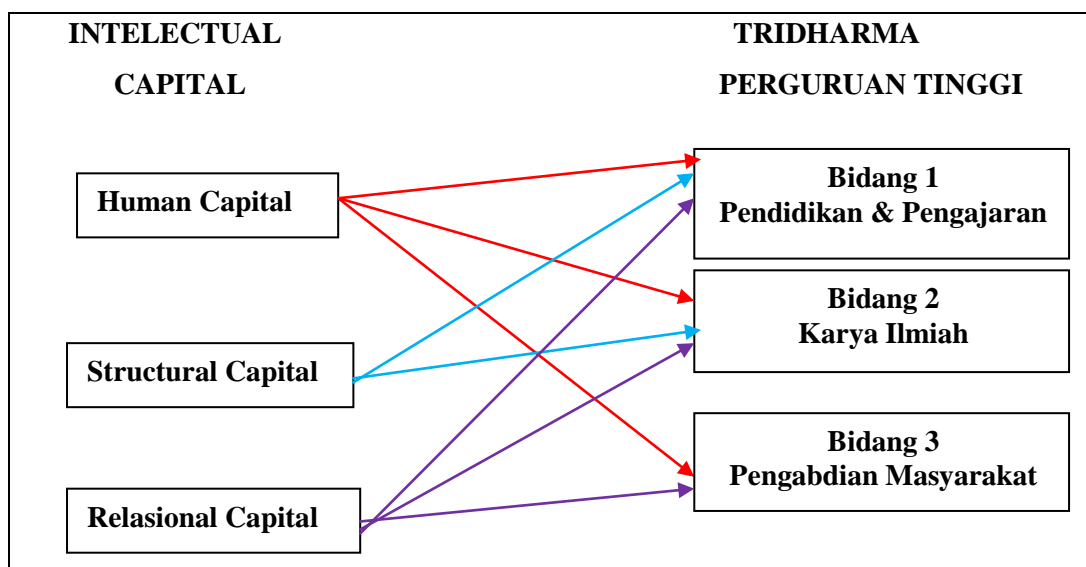 INTELECTUAL
CAPITAL
TRIDHARMA
PERGURUAN TINGGI
Human Capital
Structural Capital
Relasional Capital
Bidang 1
Pendidikan & Pengajaran
Bidang 2
Karya Ilmiah
Bidang 3
Pengabdian Masyarakat